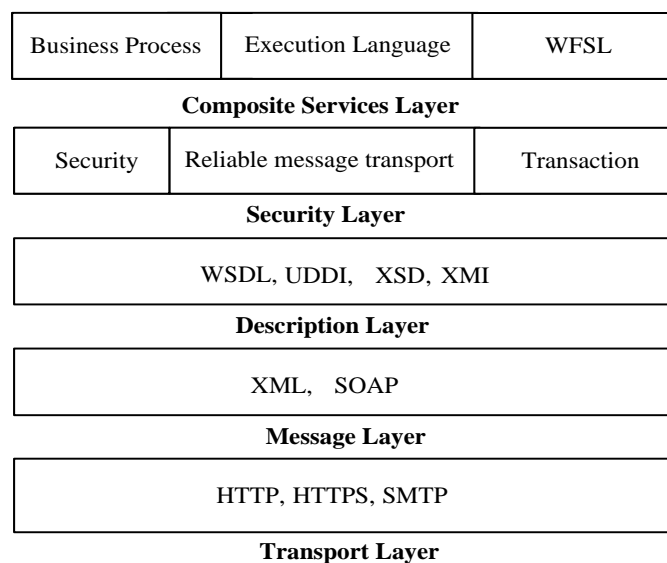 Business Process Execution Language WFSL
Composite Services Layer
Security Reliable message transport Transaction
Security Layer
WSDL, UDDI, XSD, XMI
Description Layer
XML, SOAP
Message Layer
HTTP, HTTPS, SMTP
Transport Layer